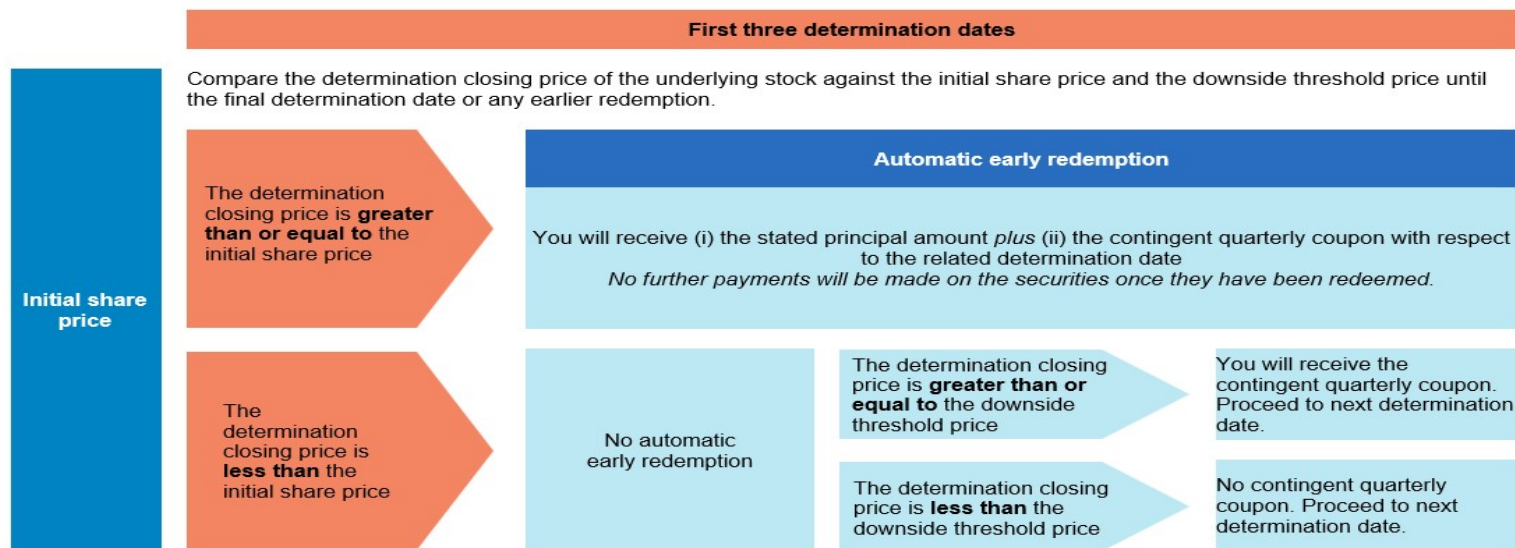 First three determination dates
Compare the determination closing price of the underlying stock against the initial share price and the downside threshold price until
the final determination date or any earlier redemption.
Initial share
price
The determination
closing price is greater
than or equal to the
initial share price
Automatic early redemption
You will receive (i) the stated principal amount plus (ii) the contingent quarterly coupon with respect
to the related determination date
No further payments will be made on the securities once they have been redeemed.
The
determination
closing price is
less than the
initial share price
No automatic
early redemption
The determination closing
price is greater than or
equal to the downside
threshold price
You will receive the
contingent quarterly coupon.
Proceed to next determination
date.
The determination closing
price is less than the
downside threshold price
No contingent quarterly
coupon. Proceed to next
determination date.